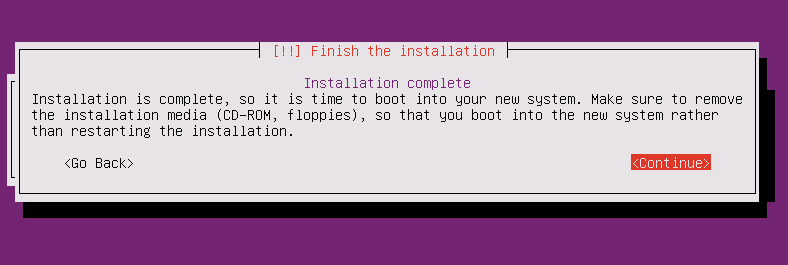 [!!] Finish the installation
Installation complete
Installation is complete, so it is time to boot into your new system. Make sure to remove
the installation media (CD-ROM, floppies), so that you boot into the new system rather
than restarting the installation.
<Go Back> <Continue>